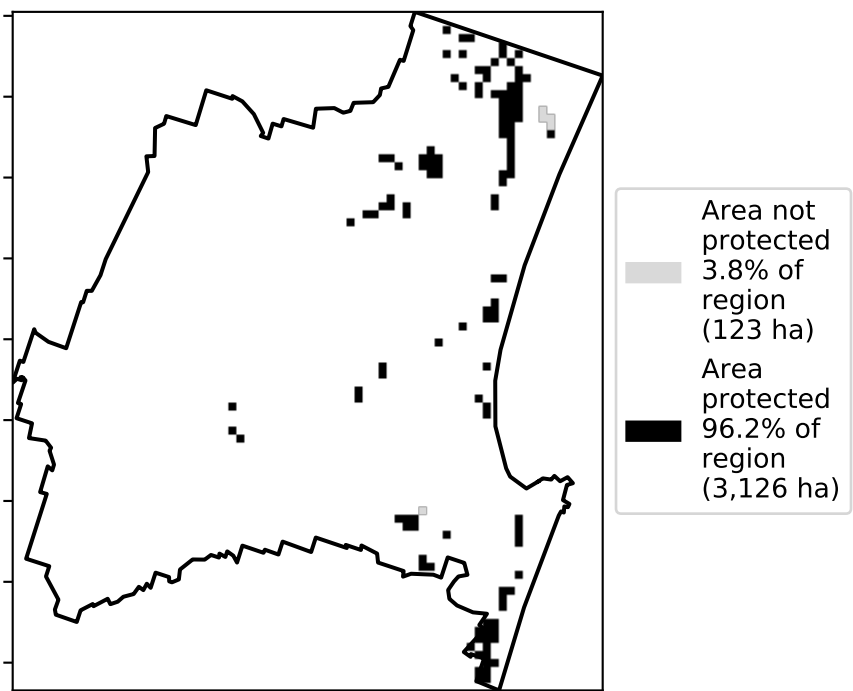 Area not
protected
3.8% of
region
(123 ha)
Area
protected
96.2% of
region
(3,126 ha)